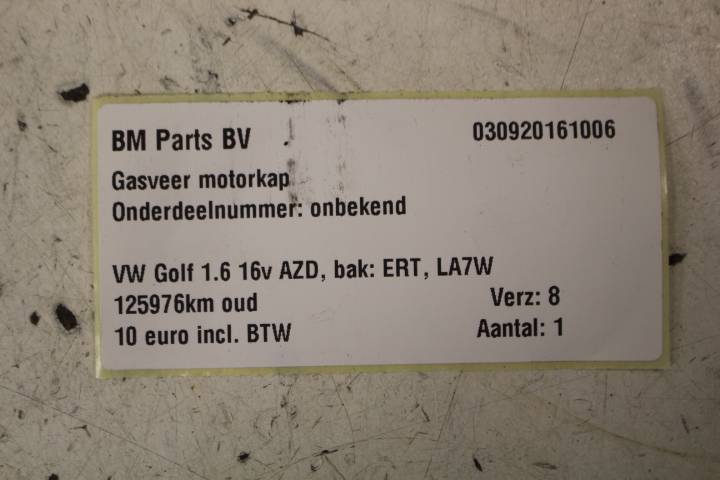 BM Parts BV 030920161006
Gasveer motorkap
Onderdeelnummer: onbekend
VW Golf 1.6 16v AZD, bak: ERT, LA7W
125976km oud Verz: 8
10 euro incl. BTW Aantal: 1